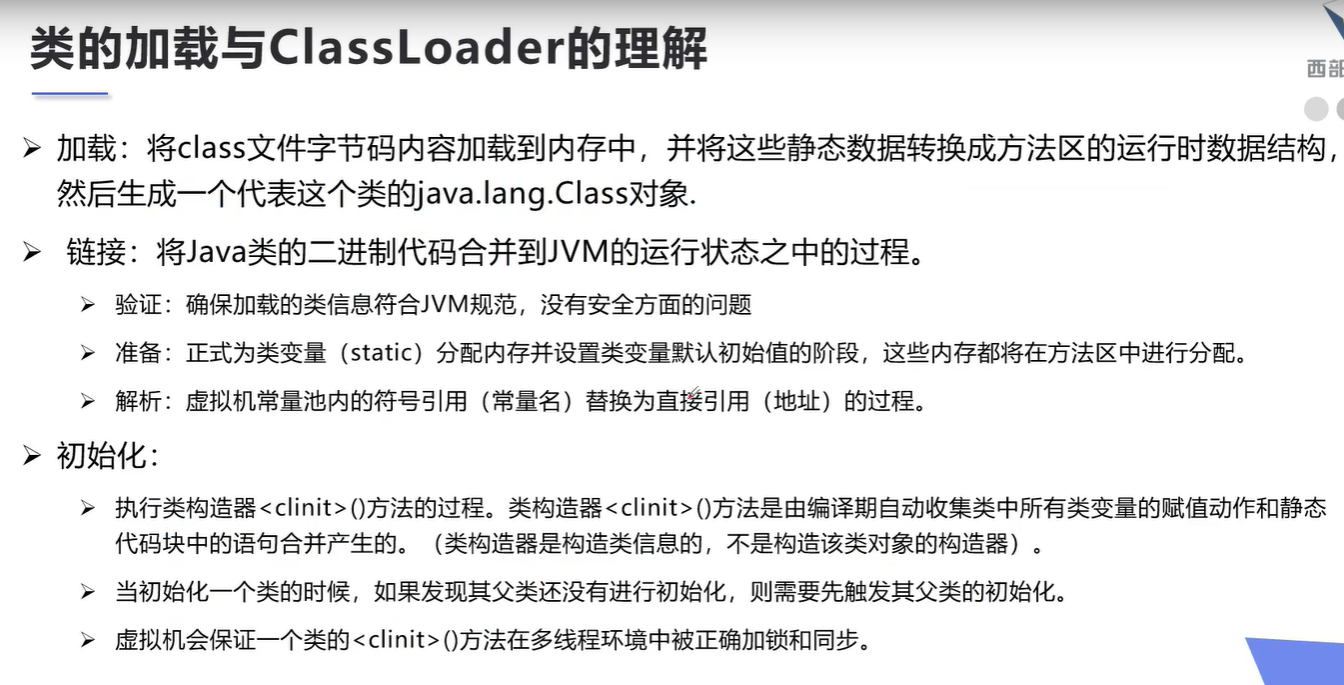 类的加载与ClassLoader的理解
西部
加载：将class文件字节码内容加载到内存中，并将这些静态数据转换成方法区的运行时数据结构，
然后生成一个代表这个类的java.lang.Class对象.
链接：将Java类的二进制代码合并到JVM的运行状态之中的过程。
验证：确保加载的类信息符合JVM规范，没有安全方面的问题
准备：正式为类变量（static）分配内存并设置类变量默认初始值的阶段，这些内存都将在方法区中进行分配。
解析：虚拟机常量池内的符号引用（常量名）替换为直接引用（地址）的过程。
初始化：
执行类构造器<clinit>()方法的过程。类构造器<clinit>()方法是由编译期自动收集类中所有类变量的赋值动作和静态
代码块中的语句合并产生的。（类构造器是构造类信息的，不是构造该类对象的构造器）。
当初始化一个类的时候，如果发现其父类还没有进行初始化，则需要先触发其父类的初始化。
虚拟机会保证一个类的<clinit>()方法在多线程环境中被正确加锁和同步。